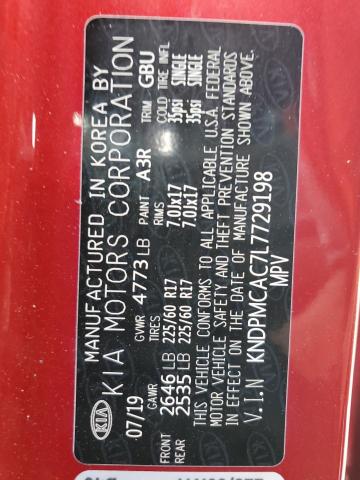 MANUFACTURED IN KOREA BY
KIA MOTORS CORPORATION
KIA
07/19 GVWR 4773 LB PAINT A3R TRIM GBU
GAWR TIRES RIMS COLD TIRE INFL
FRONT 2646 LB 225/60 R17 7.0Jx17 35psi SINGLE
REAR 2535 LB 225/60 R17 7.0Jx17 35psi SINGLE
THIS VEHICLE CONFORMS TO ALL APPLICABLE U.S.A. FEDERAL
MOTOR VEHICLE SAFETY AND THEFT PREVENTION STANDARDS
IN EFFECT ON THE DATE OF MANUFACTURE SHOWN ABOVE.
V.I.N KNDPMCAC7L7729198
MPV